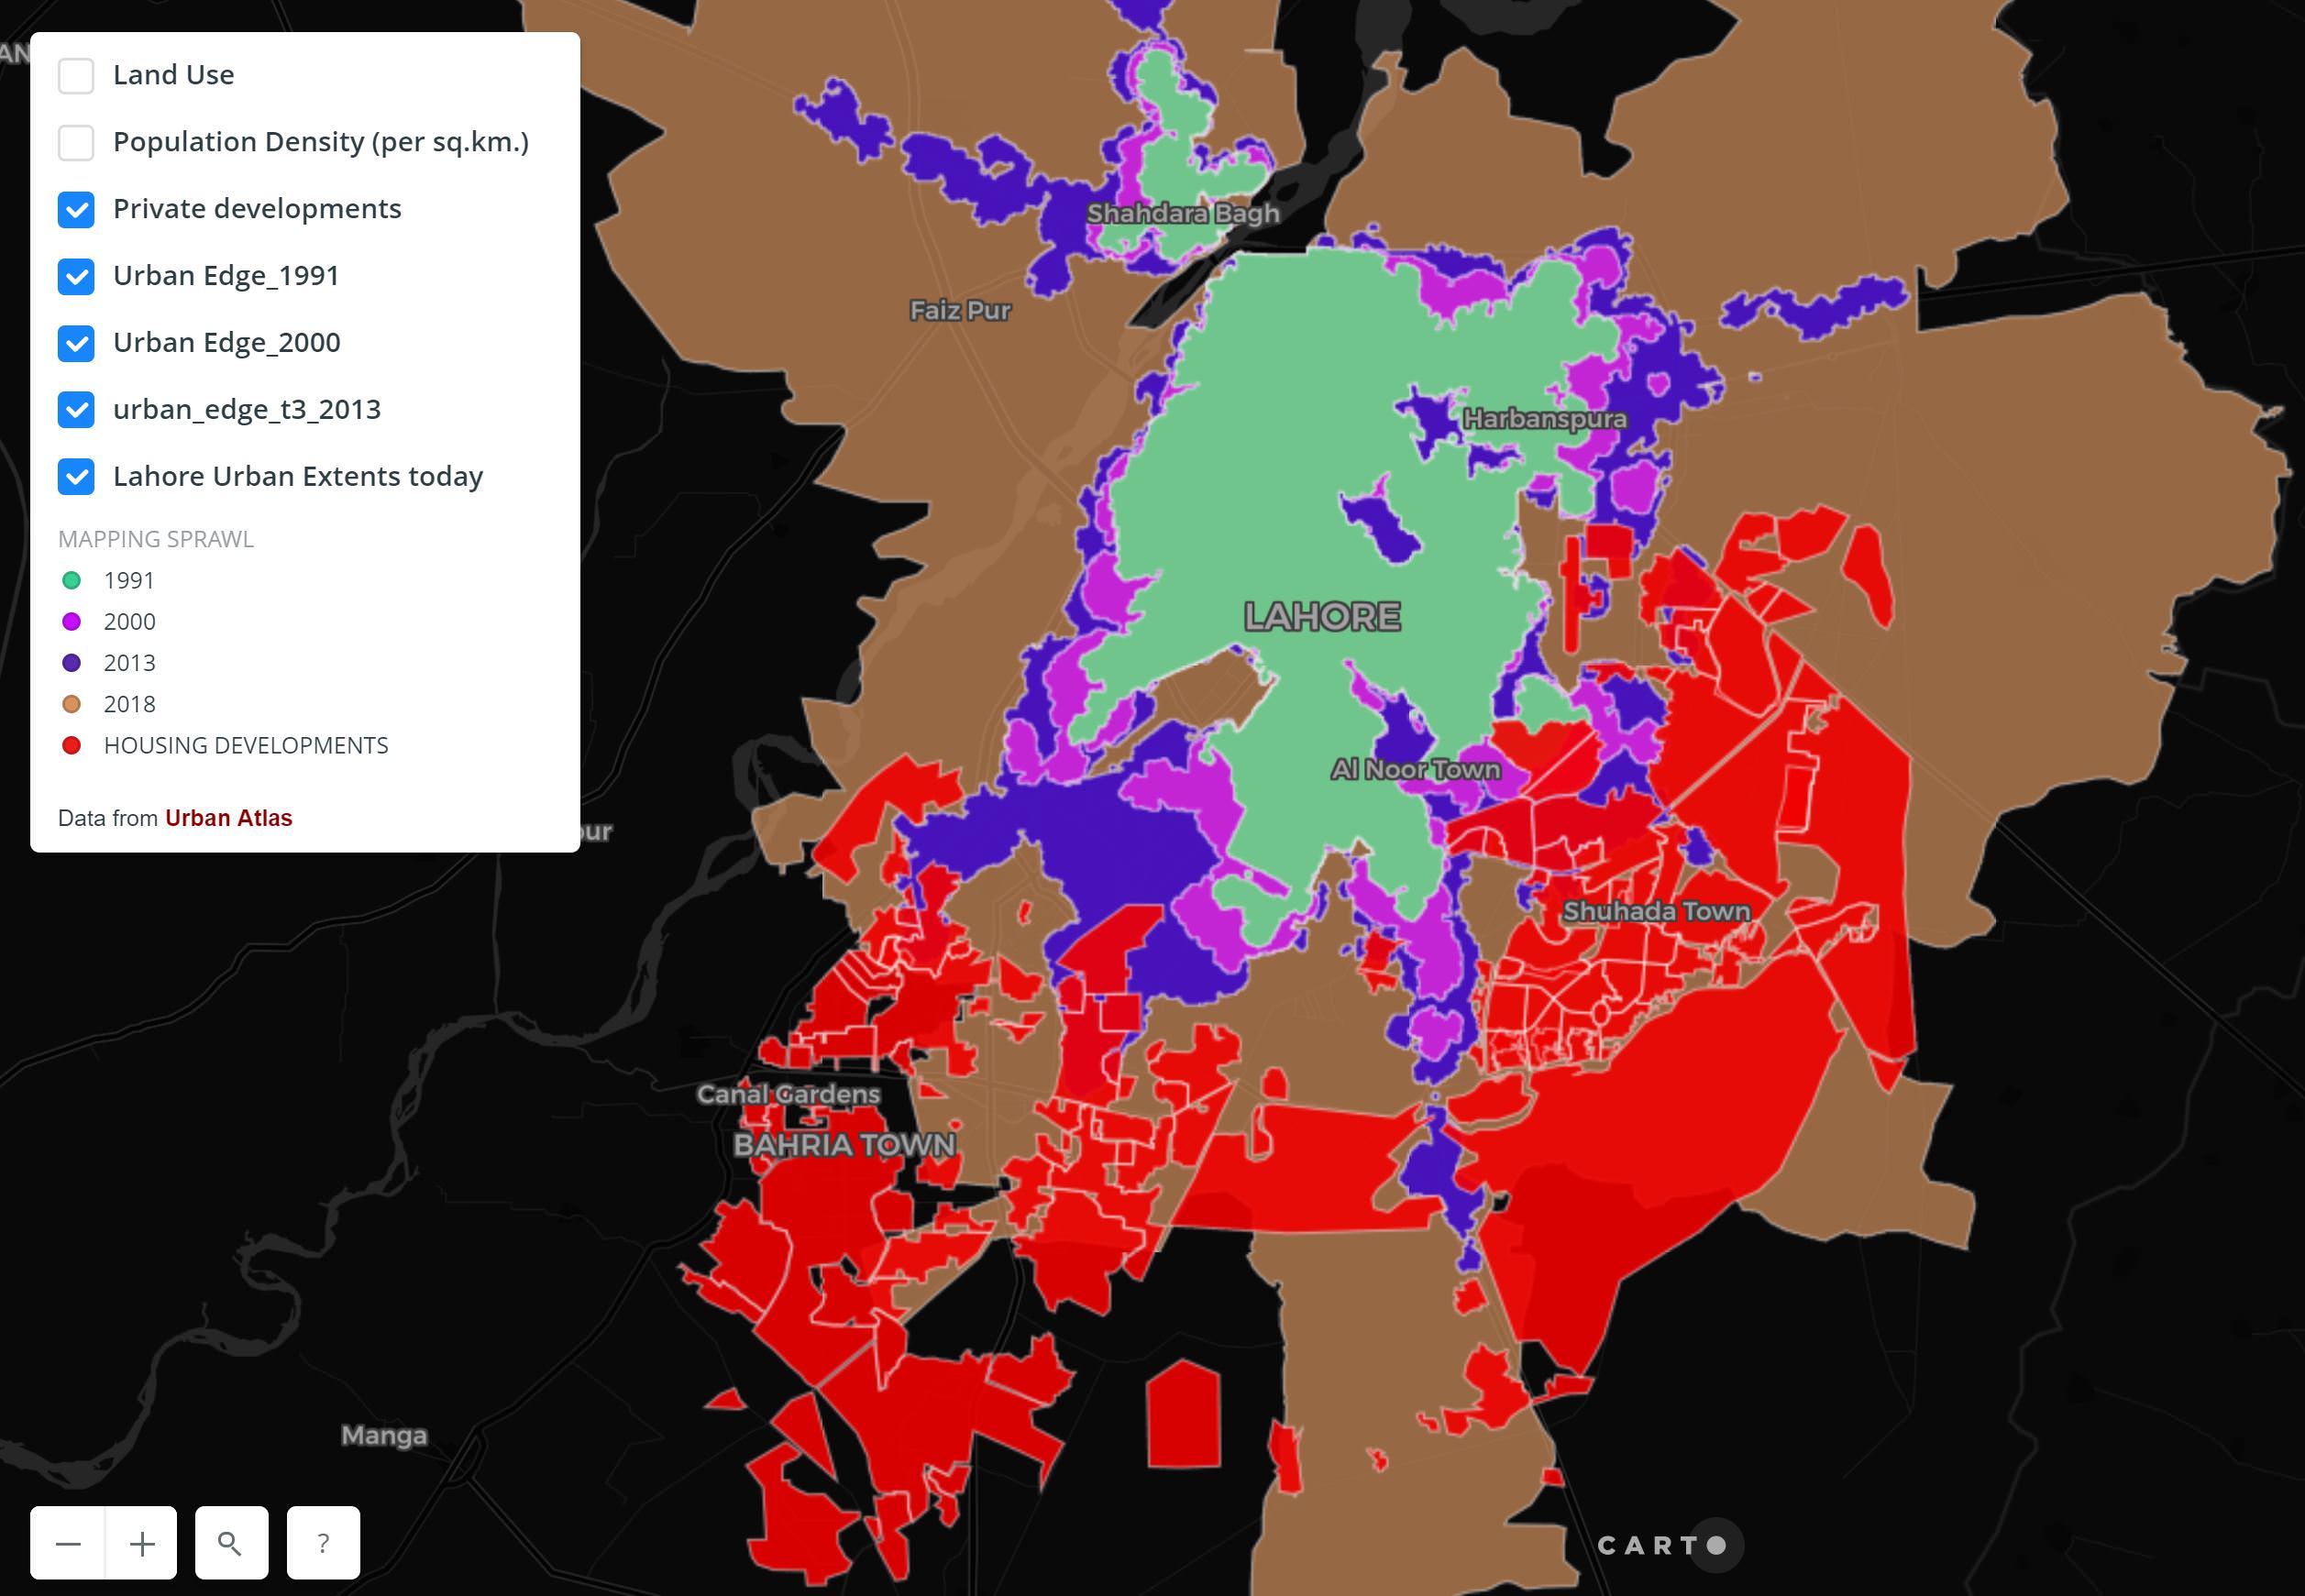 Land Use
Population Density (per sq.km.)
Private developments
Urban Edge_1991
Urban Edge_2000
urban_edge_t3_2013
Lahore Urban Extents today
MAPPING SPRAWL
1991
2000
2013
2018
HOUSING DEVELOPMENTS
Data from Urban Atlas
Shahdara Bagh
Faiz Pur
Harbanspura
LAHORE
Al Noor Town
Shuhada Town
Canal Gardens
BAHRIA TOWN
Manga
?
CARTO